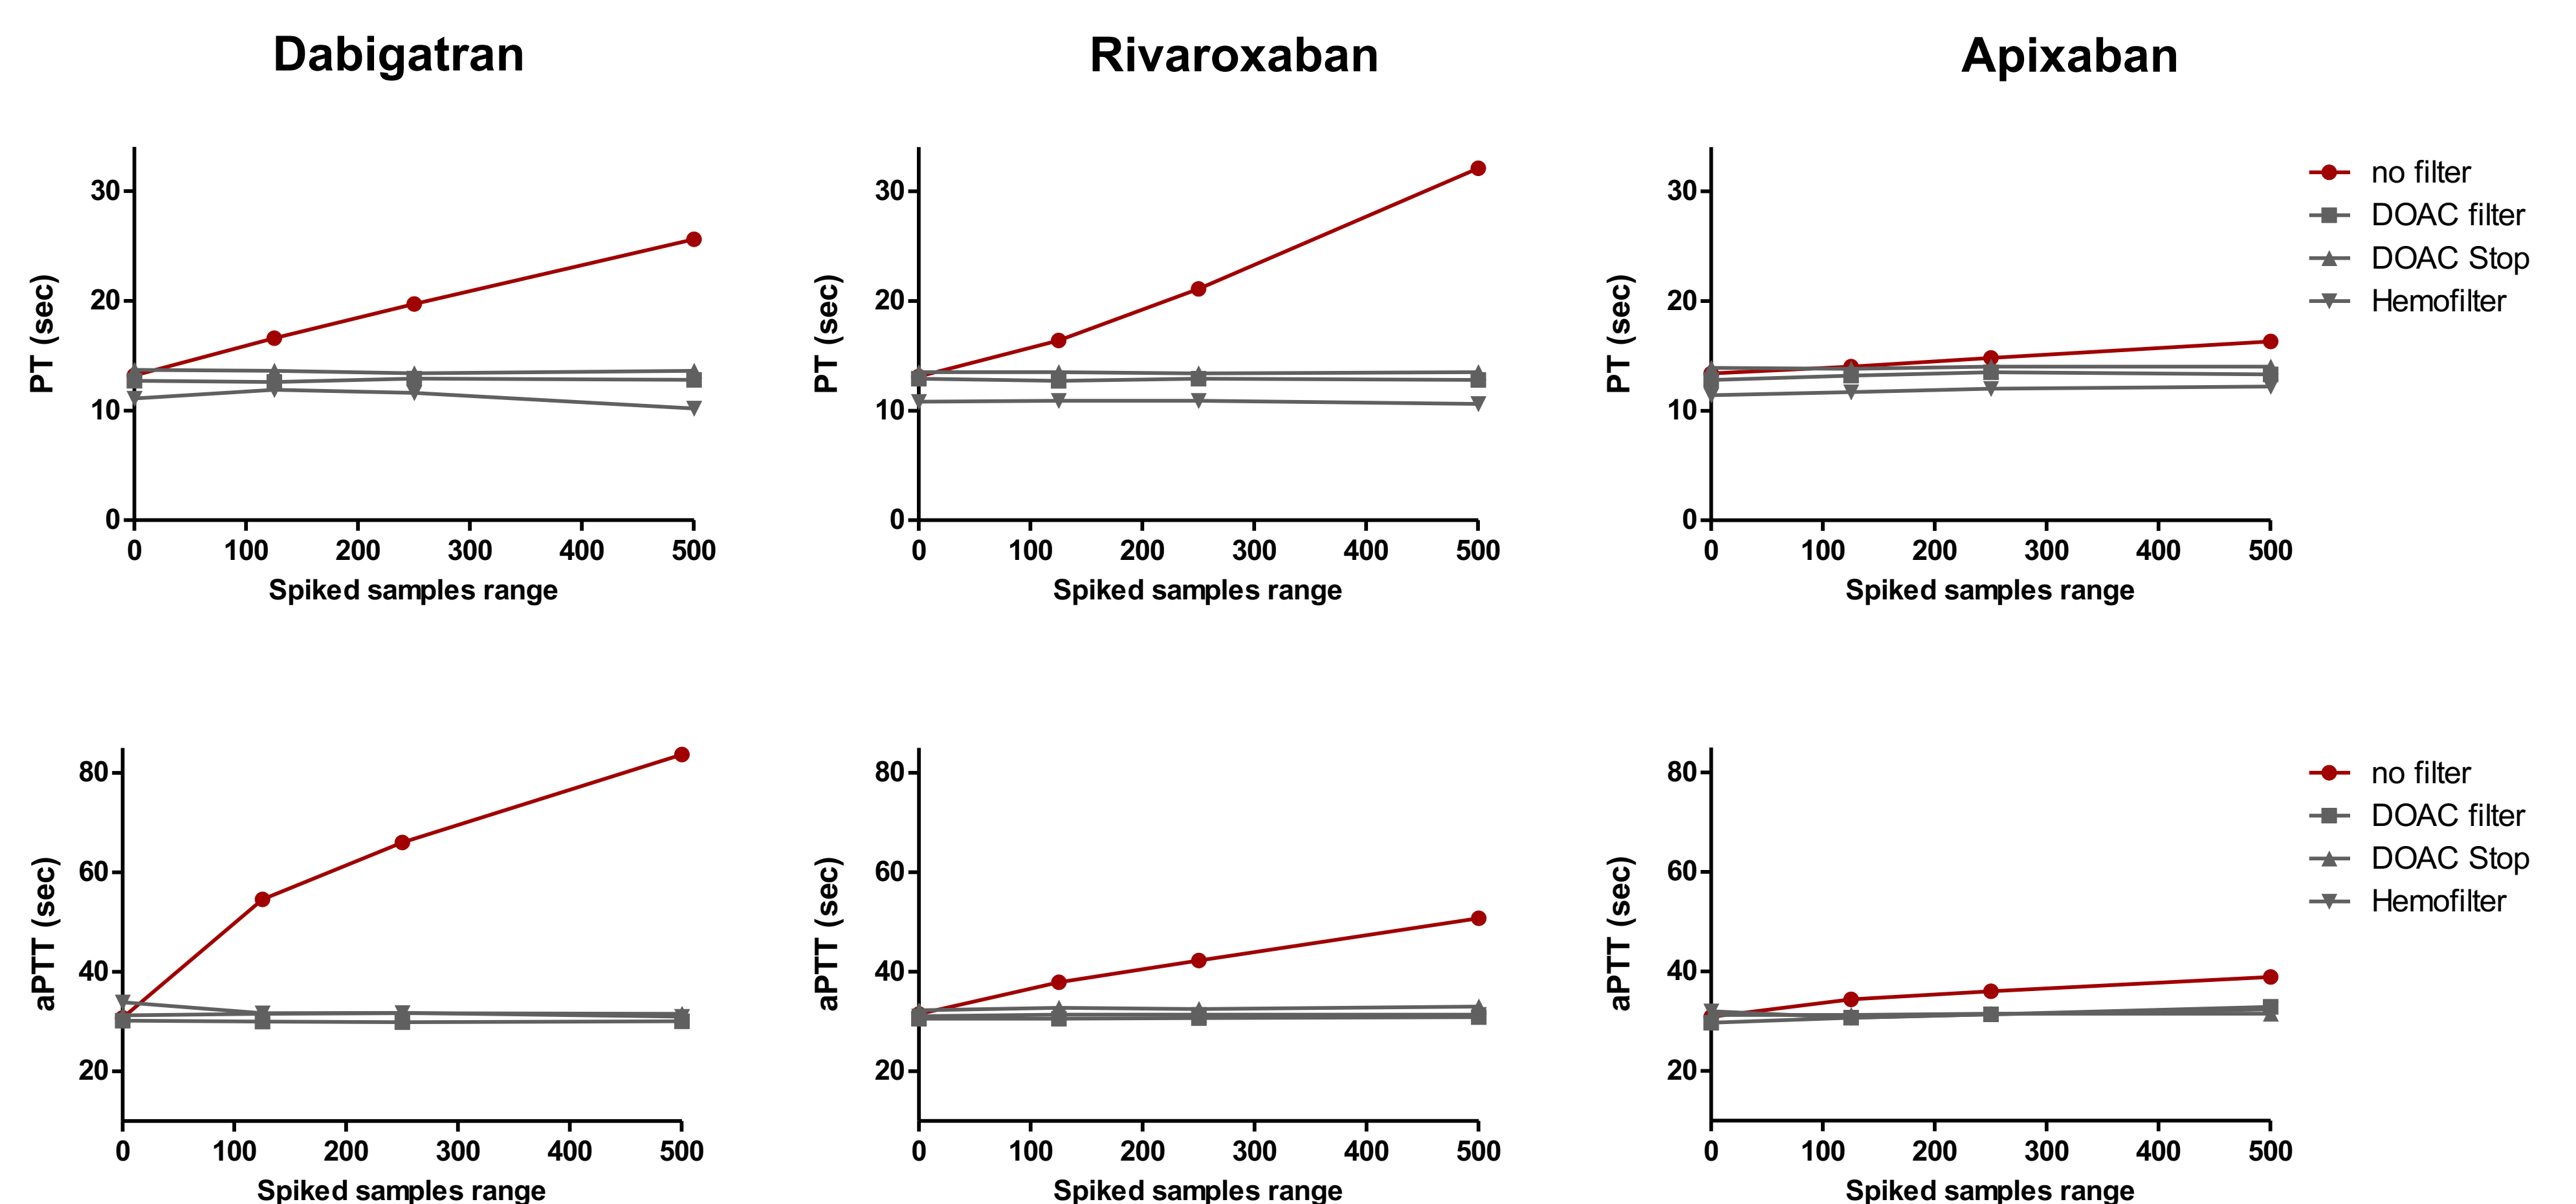 Dabigatran
Rivaroxaban
Apixaban
PT (sec)
30
20
10
0
0 100 200 300 400 500
Spiked samples range
PT (sec)
30
20
10
0
0 100 200 300 400 500
Spiked samples range
PT (sec)
30
20
10
0
0 100 200 300 400 500
Spiked samples range
no filter
DOAC filter
DOAC Stop
Hemofilter
aPTT (sec)
80
60
40
20
0 100 200 300 400 500
Spiked samples range
aPTT (sec)
80
60
40
20
0 100 200 300 400 500
Spiked samples range
aPTT (sec)
80
60
40
20
0 100 200 300 400 500
Spiked samples range
no filter
DOAC filter
DOAC Stop
Hemofilter